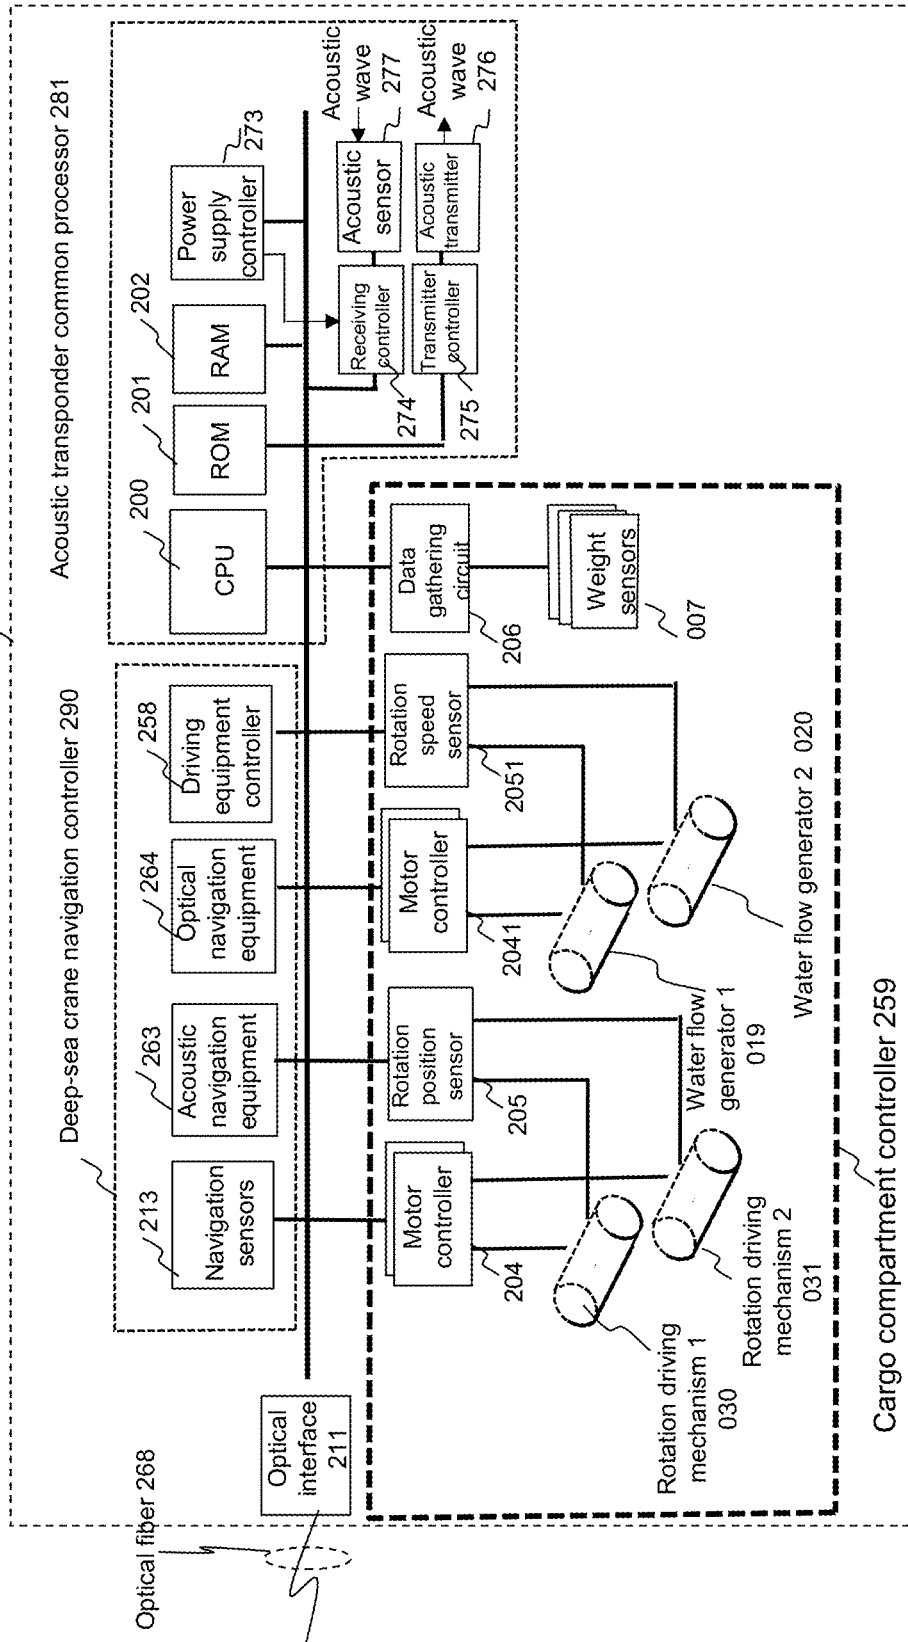 Acoustic transponder common processor 281
Deep-sea crane navigation controller 290
Optical fiber 268
Optical
interface
211
213
Navigation
sensors
263
Acoustic
navigation
equipment
264
Optical
navigation
equipment
258
Driving
equipment
controller
200
CPU
201
ROM
202
RAM
273
Power
supply
controller
Receiving
controller
274
Acoustic
sensor
277
Acoustic
wave
Transmitter
controller
275
Acoustic
transmitter
276
Acoustic
wave
Motor
controller
204
Rotation
position
sensor
205
Motor
controller
2041
Rotation
speed
sensor
2051
Data
gathering
circuit
206
Weight
sensors
007
Rotation driving
mechanism 1
030
Rotation driving
mechanism 2
031
Water flow
generator 1
019
Water flow generator 2 020
Cargo compartment controller 259